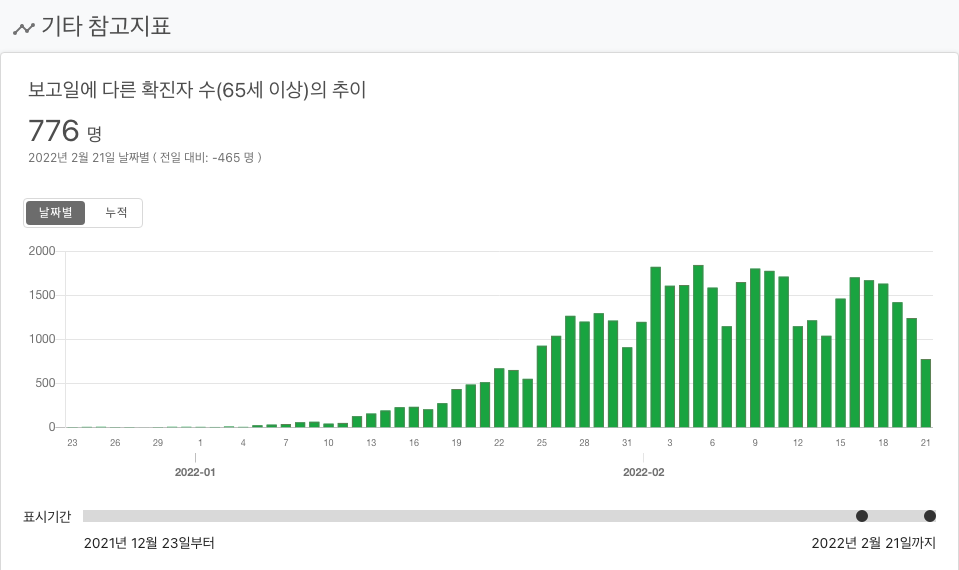 기타 참고지표
보고일에 다른 확진자 수(65세 이상)의 추이
776 명
2022년 2월 21일 날짜별 ( 전일 대비: -465 명 )
날짜별 누적
2000
1500
1000
500
0
23 26 29 1 4 7 10 13 16 19 22 25 28 31 3 6 9 12 15 18 21
2022-01 2022-02
표시기간
2021년 12월 23일부터 2022년 2월 21일까지